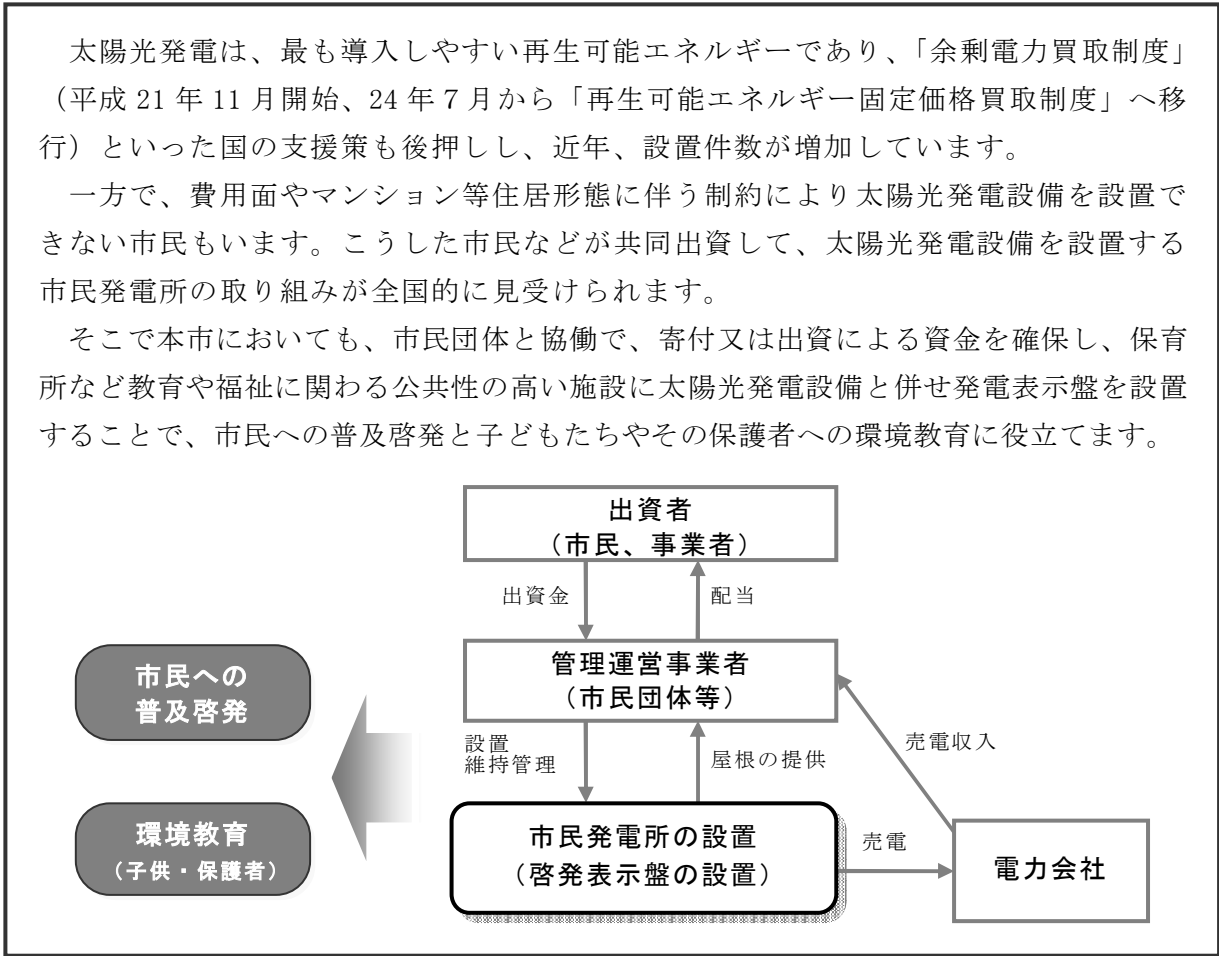 太陽光発電は、最も導入しやすい再生可能エネルギーであり、「余剰電力買取制度」
（平成 21 年 11 月開始、24 年７月から「再生可能エネルギー固定価格買取制度」へ移
行）といった国の支援策も後押しし、近年、設置件数が増加しています。
一方で、費用面やマンション等住居形態に伴う制約により太陽光発電設備を設置で
きない市民もいます。こうした市民などが共同出資して、太陽光発電設備を設置する
市民発電所の取り組みが全国的に見受けられます。
そこで本市においても、市民団体と協働で、寄付又は出資による資金を確保し、保育
所など教育や福祉に関わる公共性の高い施設に太陽光発電設備と併せ発電表示盤を設置
することで、市民への普及啓発と子どもたちやその保護者への環境教育に役立てます。
出資者
（市民、事業者）
出資金
配当
管理運営事業者
（市民団体等）
市民への
普及啓発
設置
維持管理
屋根の提供
売電収入
環境教育
（子供・保護者）
市民発電所の設置
（啓発表示盤の設置）
売電
電力会社